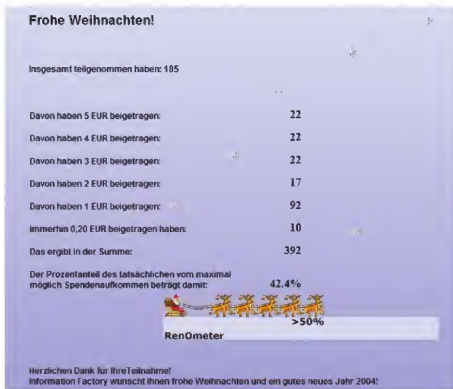 Frohe Weihnachten!
Insgesamt teilgenommen haben: 185
Davon haben 5 EUR beigetragen: 22
Davon haben 4 EUR beigetragen: 22
Davon haben 3 EUR beigetragen: 22
Davon haben 2 EUR beigetragen: 17
Davon haben 1 EUR beigetragen: 92
Immerhin 0,20 EUR beigetragen haben: 10
Das ergibt in der Summe: 392
Der Prozentanteil des tatsächlichen vom maximal
möglich Spendenaufkommen beträgt damit: 42.4%
>50%
RenOmeter
Herzlichen Dank für IhreTeilnahme!
Information Factory wunscht Ihnen frohe Weihnachten und ein gutes neues Jahr 2004!